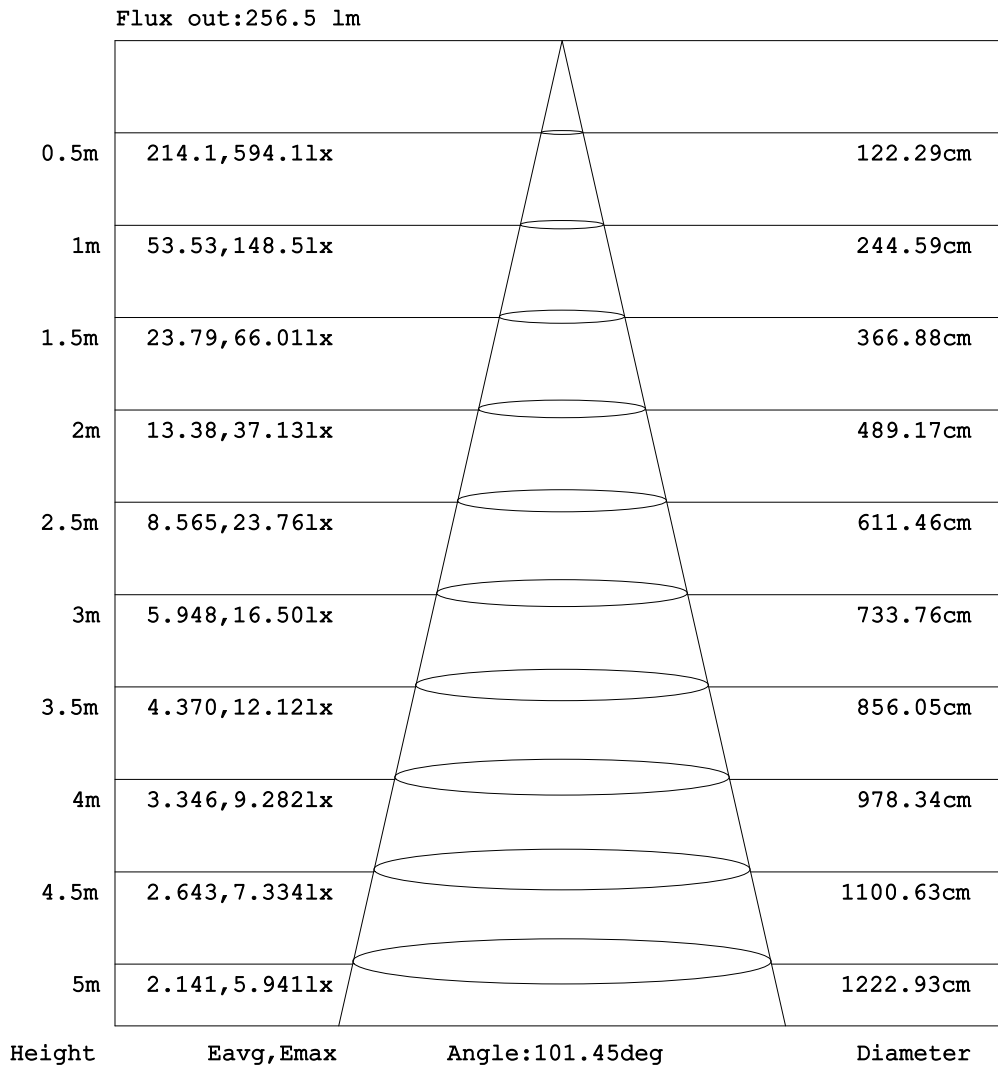 Flux out:256.5 lm
0.5m 214.1,594.1lx 122.29cm
1m 53.53,148.5lx 244.59cm
1.5m 23.79,66.01lx 366.88cm
2m 13.38,37.13lx 489.17cm
2.5m 8.565,23.76lx 611.46cm
3m 5.948,16.50lx 733.76cm
3.5m 4.370,12.12lx 856.05cm
4m 3.346,9.282lx 978.34cm
4.5m 2.643,7.334lx 1100.63cm
5m 2.141,5.941lx 1222.93cm
Height Eavg,Emax Angle:101.45deg Diameter